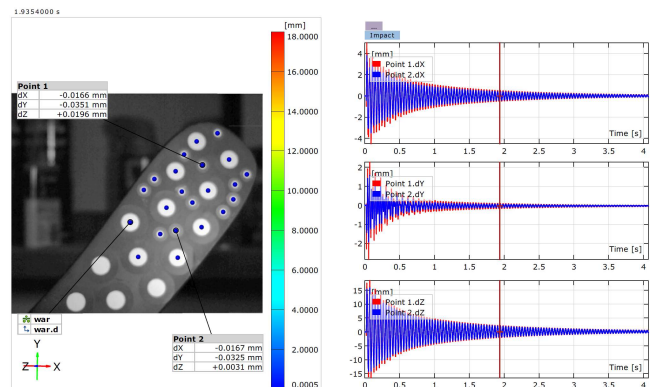 1.9354000 s
[mm]
18.0000
16.0000
14.0000
12.0000
10.0000
8.0000
6.0000
4.0000
2.0000
0.0005
Point 1
dX -0.0166 mm
dY -0.0351 mm
dZ +0.0196 mm
Point 2
dX -0.0167 mm
dY -0.0325 mm
dZ +0.0031 mm
war
war.d
Y
Z X
...
Impact
[mm]
Point 1.dX
Point 2.dX
4
2
0
-2
-4
Time [s]
0 0.5 1 1.5 2 2.5 3 3.5 4
[mm]
Point 1.dY
Point 2.dY
2
1
0
-1
-2
Time [s]
0 0.5 1 1.5 2 2.5 3 3.5 4
[mm]
Point 1.dZ
Point 2.dZ
15
10
5
0
-5
-10
-15
Time [s]
0 0.5 1 1.5 2 2.5 3 3.5 4